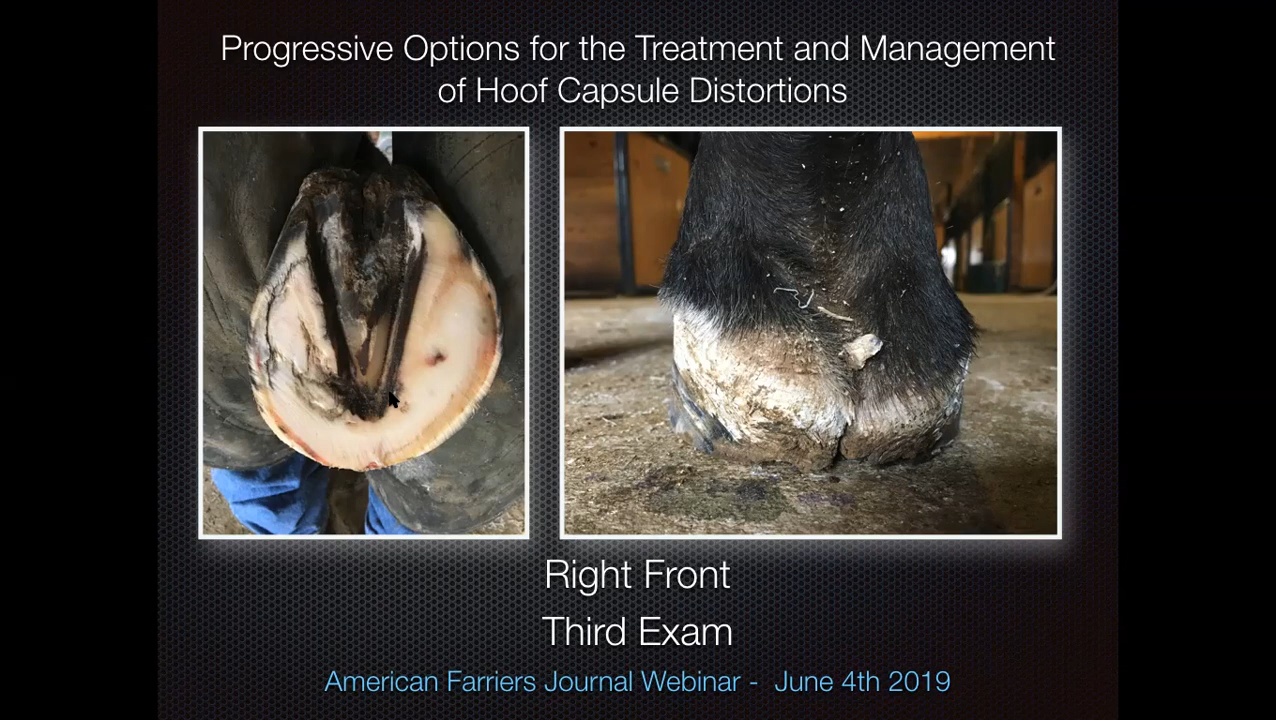 Progressive Options for the Treatment and Management
of Hoof Capsule Distortions
Right Front
Third Exam
American Farriers Journal Webinar - June 4th 2019